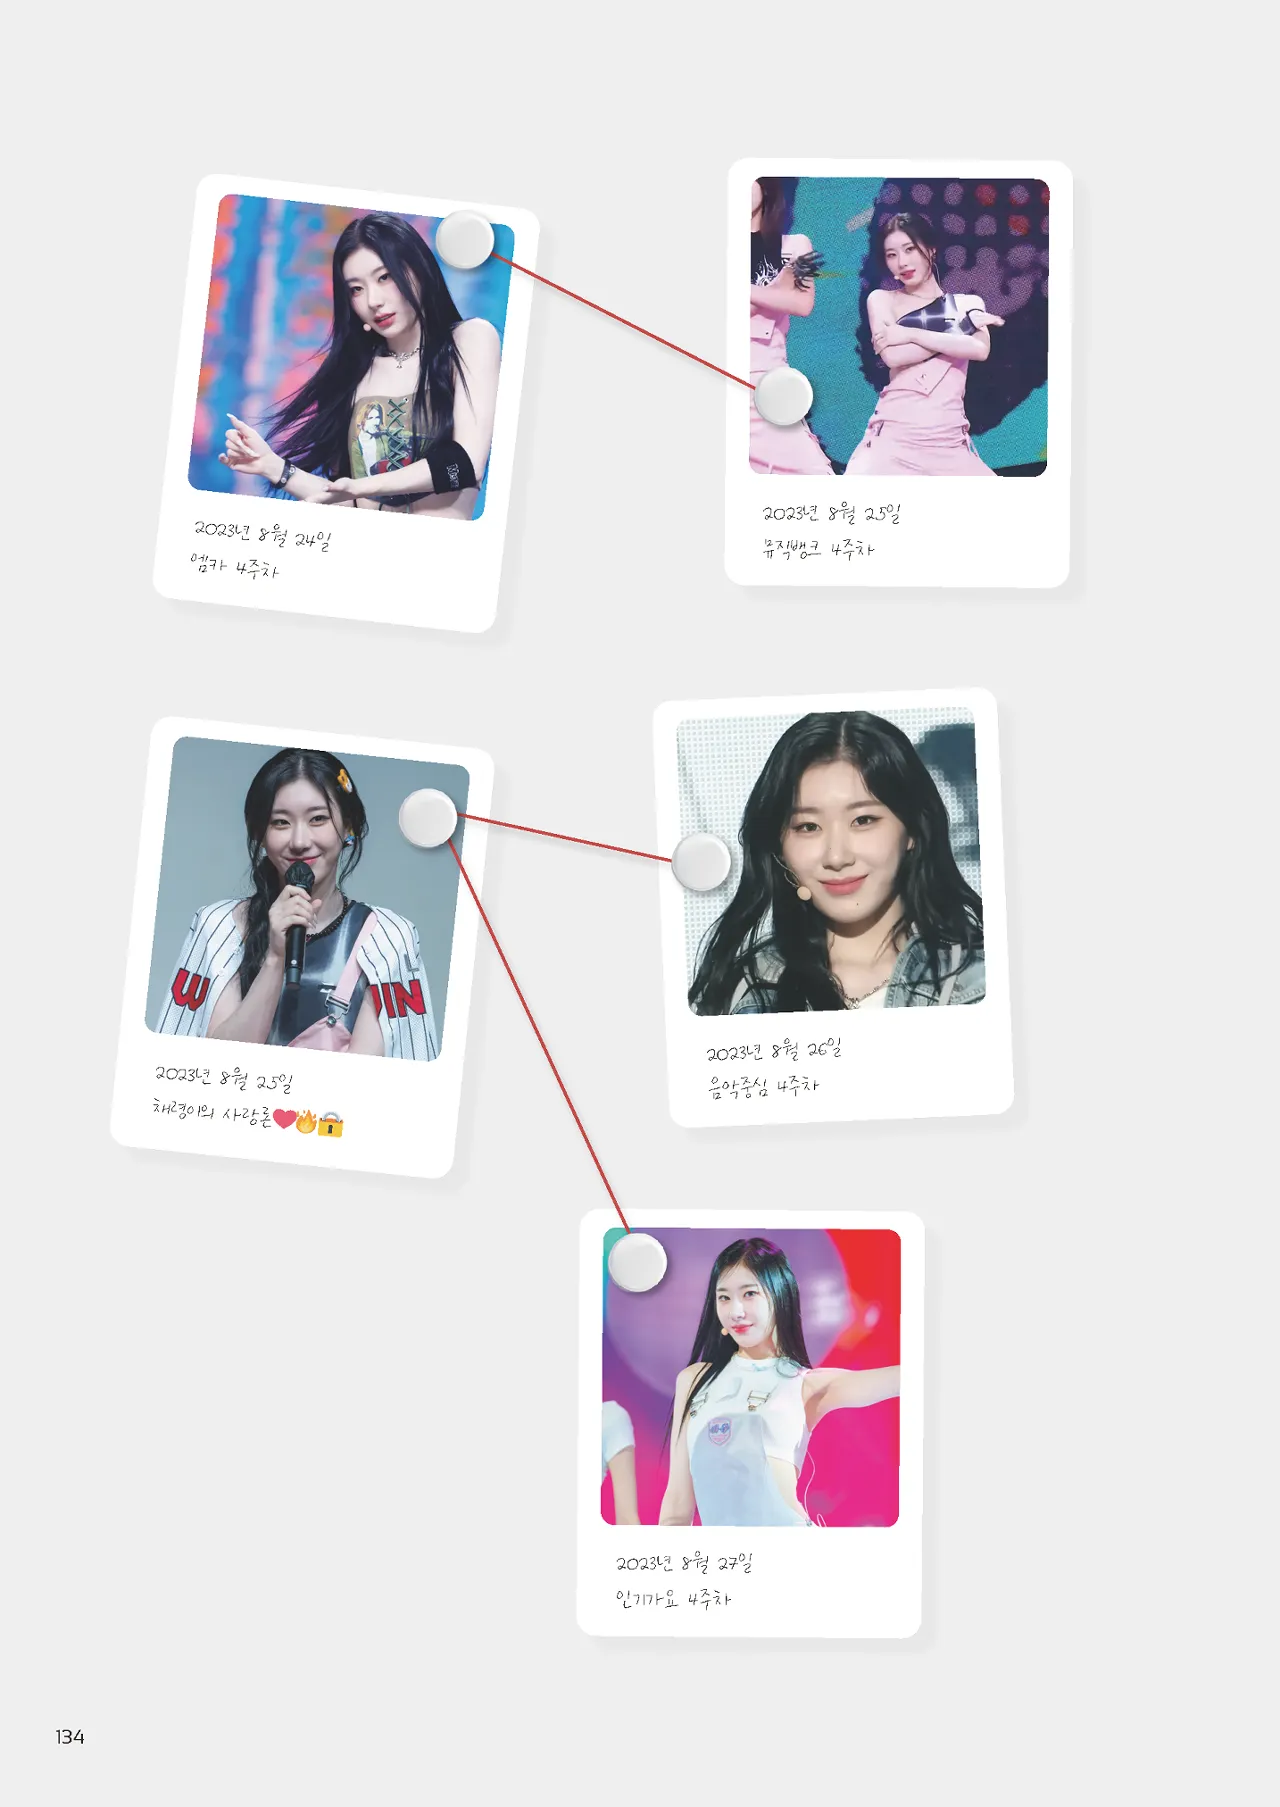 2023년 8월 24일
엠카 4주차
2023년 8월 25일
뮤직뱅크 4주차
W
L
IN
2023년 8월 25일
채령이의 사랑론❤️🔥🔒
2023년 8월 26일
음악중심 4주차
2023년 8월 27일
인기가요 4주차
134